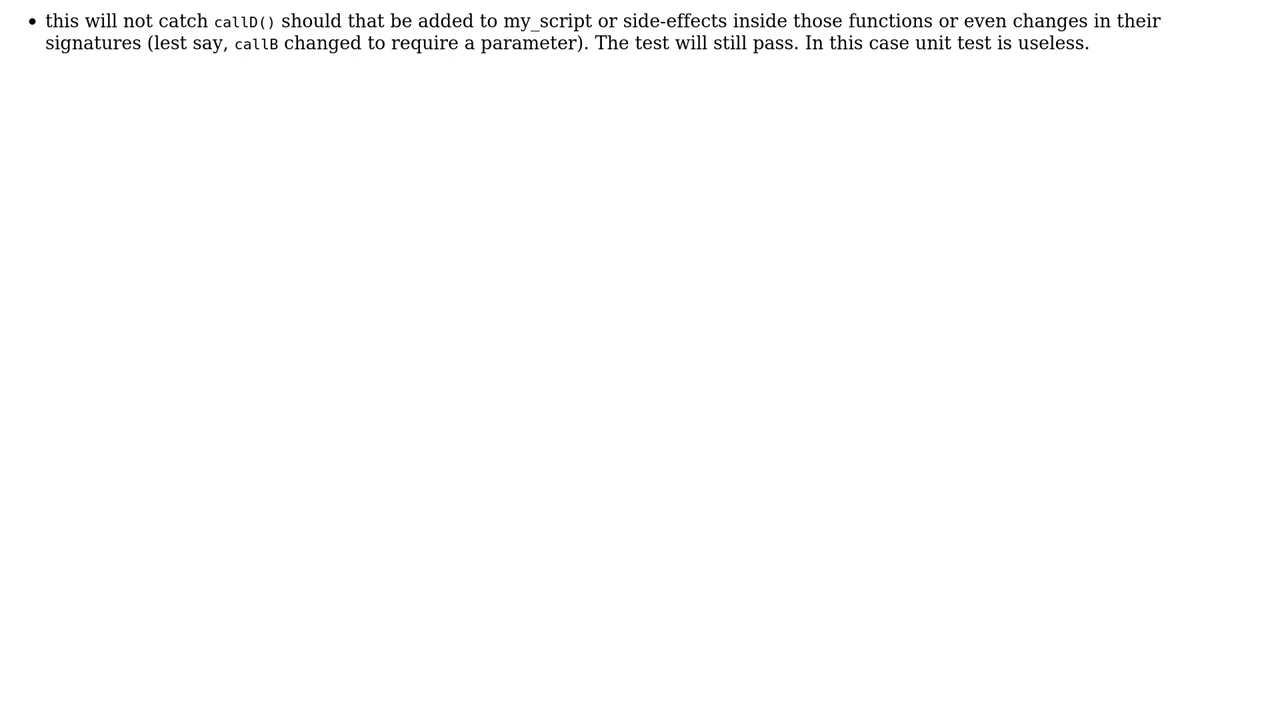 • this will not catch callD() should that be added to my_script or side-effects inside those functions or even changes in their
signatures (lest say, callB changed to require a parameter). The test will still pass. In this case unit test is useless.